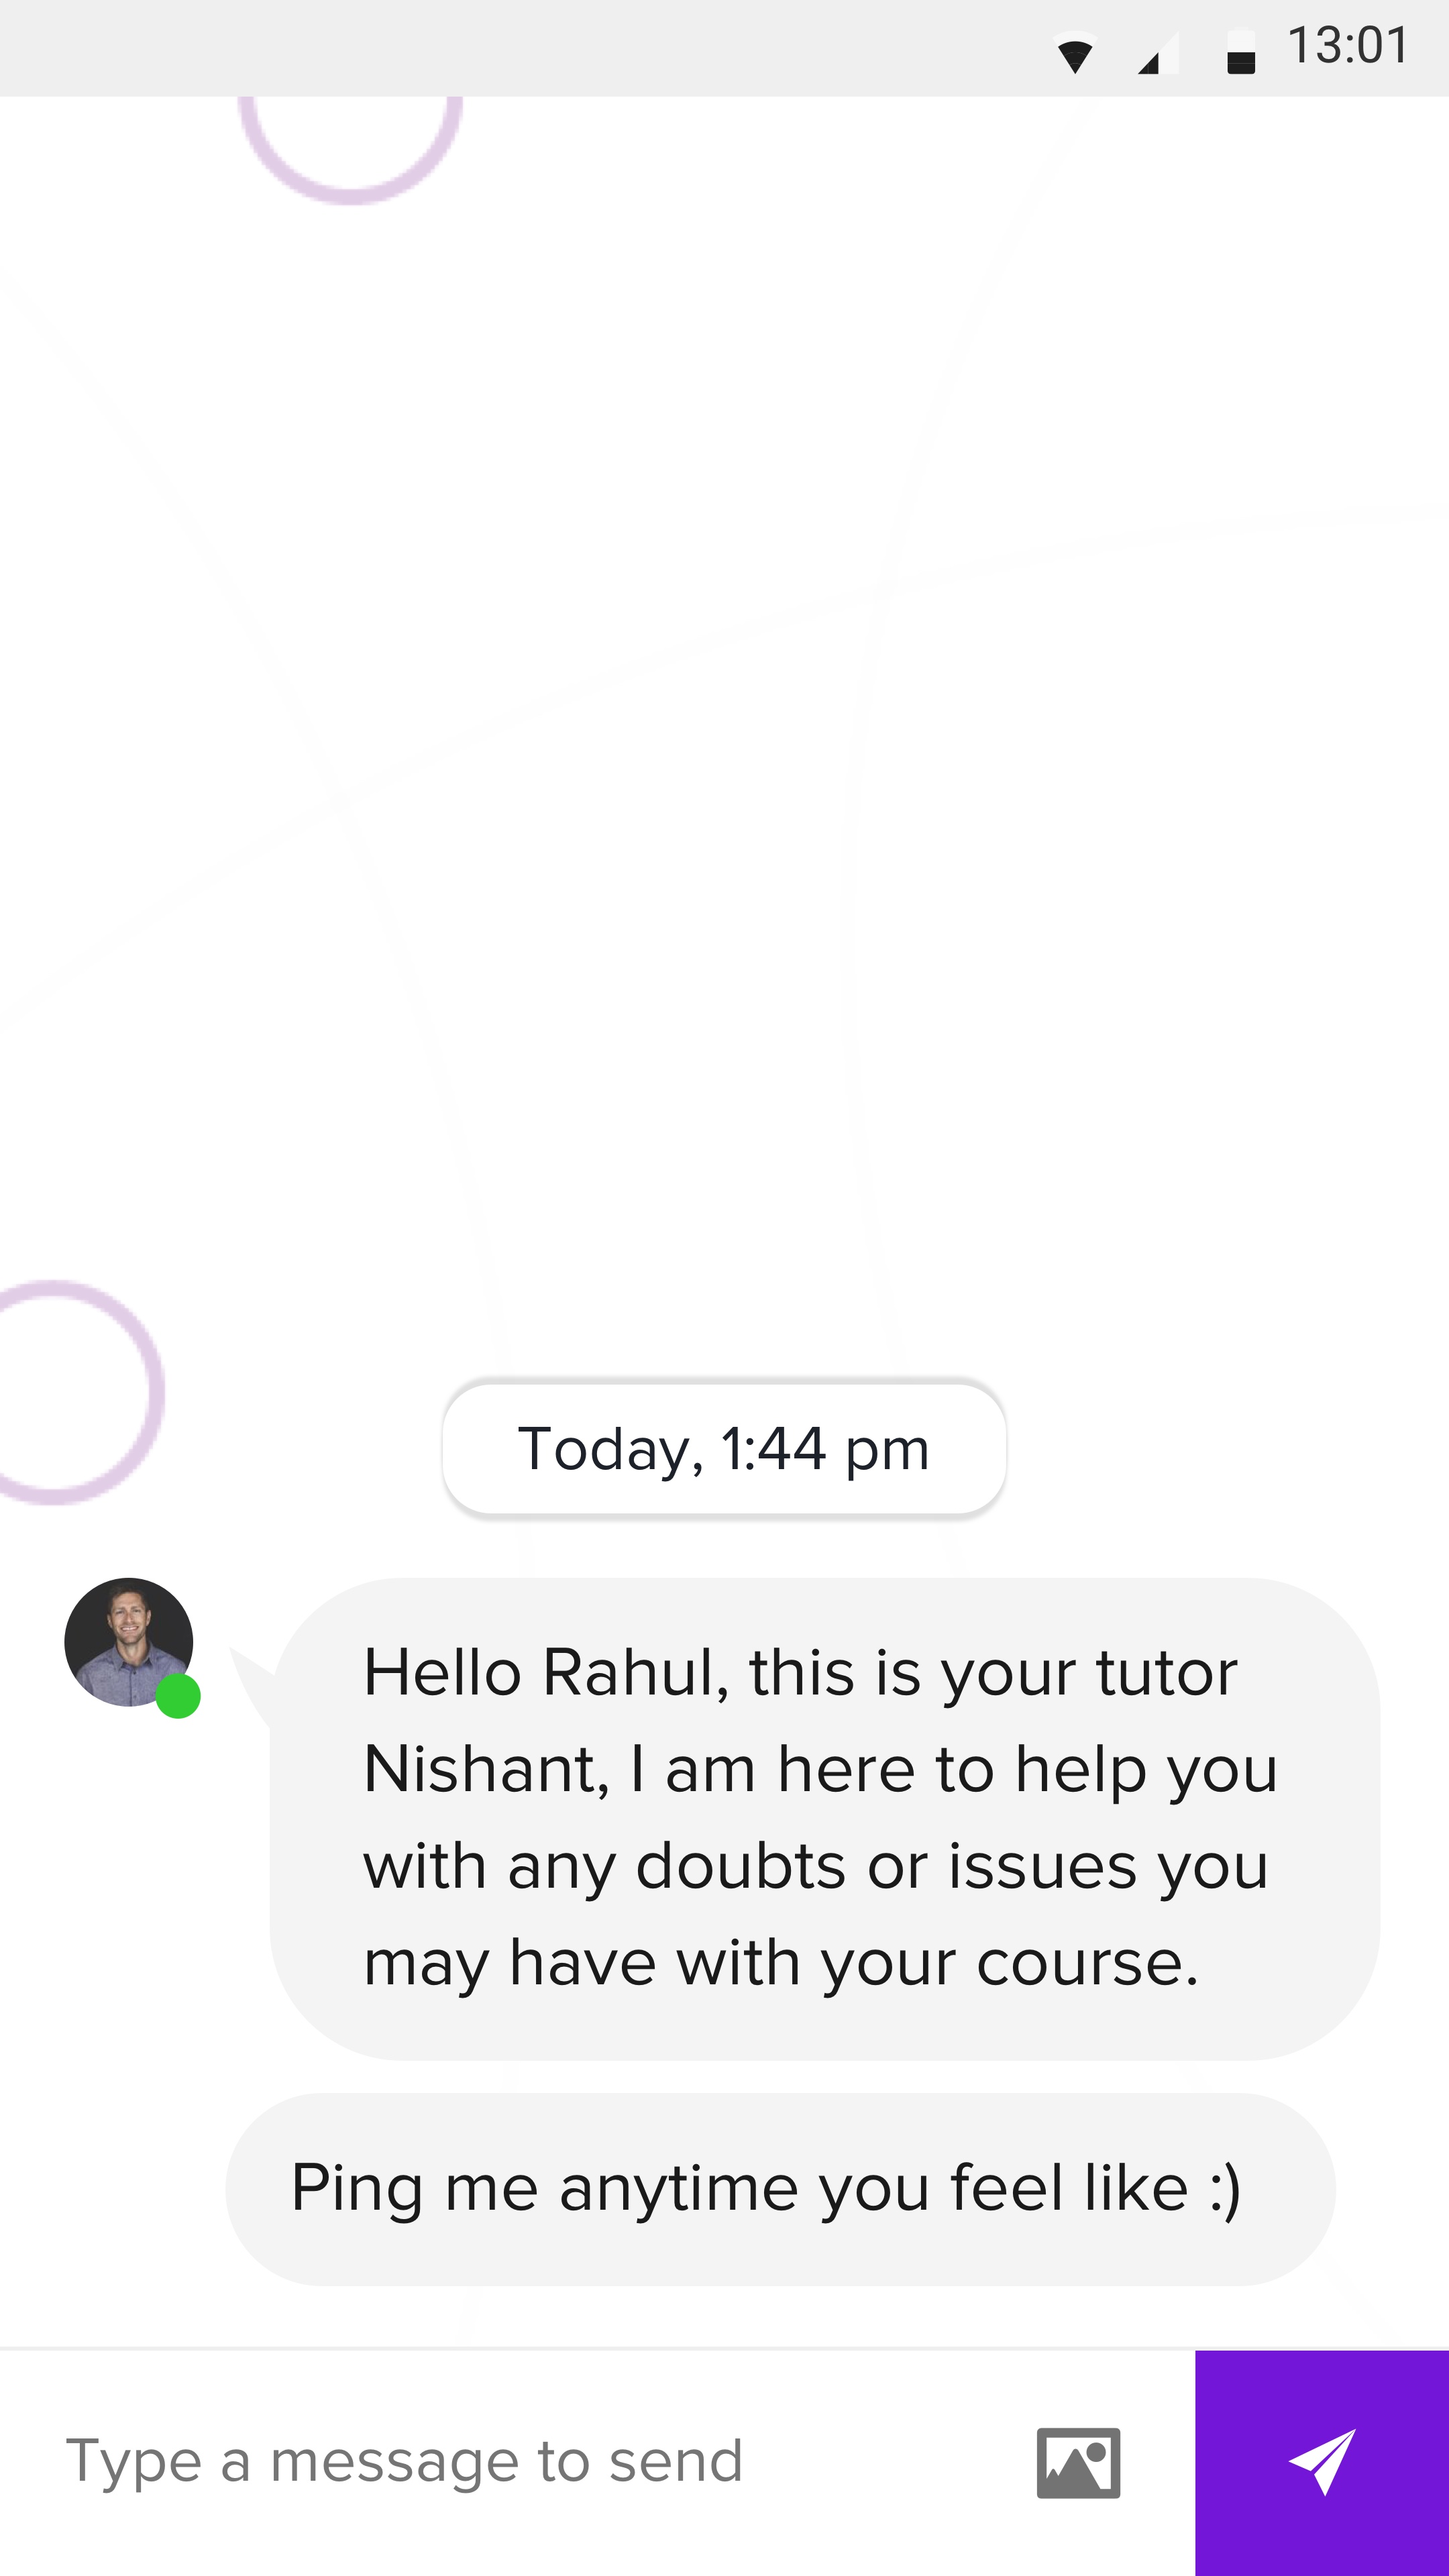 13:01
Today, 1:44 pm
Hello Rahul, this is your tutor
Nishant, I am here to help you
with any doubts or issues you
may have with your course.
Ping me anytime you feel like :)
Type a message to send